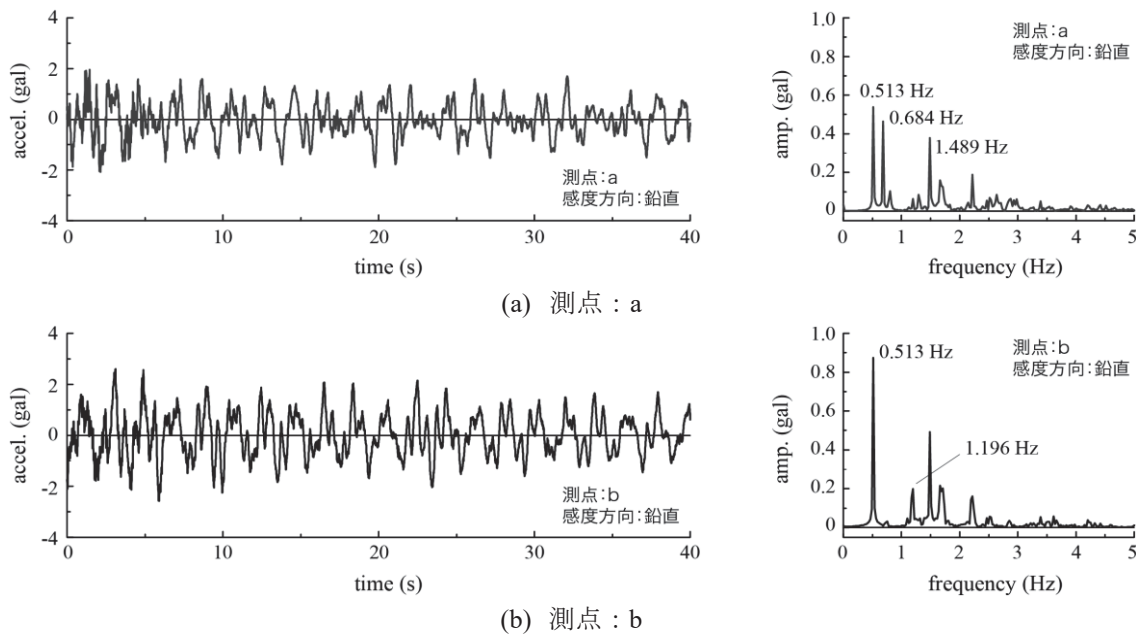 4
2
0
-2
-4
accel. (gal)
測点:a
感度方向:鉛直
0
10
20
30
40
time (s)
1.0
0.8
0.6
0.4
0.2
0
amp. (gal)
測点:a
感度方向:鉛直
0.513 Hz
0.684 Hz
1.489 Hz
0
1
2
3
4
5
frequency (Hz)
(a) 測点：a
4
2
0
-2
-4
accel. (gal)
測点:b
感度方向:鉛直
0
10
20
30
40
time (s)
1.0
0.8
0.6
0.4
0.2
0
amp. (gal)
測点:b
感度方向:鉛直
0.513 Hz
1.196 Hz
0
1
2
3
4
5
frequency (Hz)
(b) 測点：b